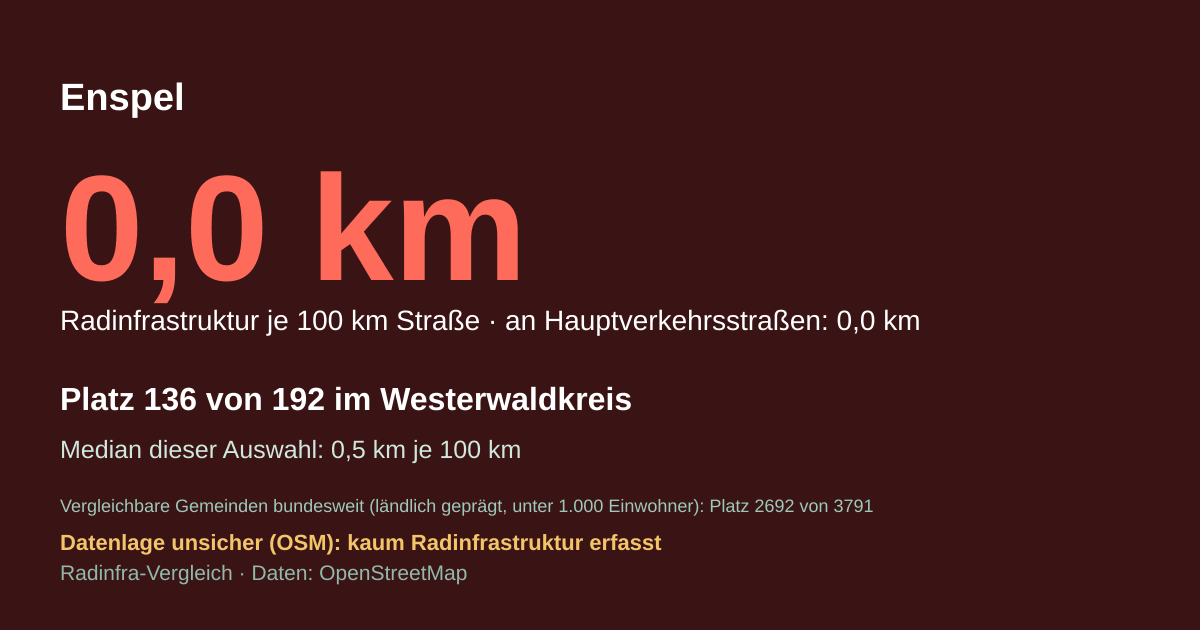 Enspel
0,0 km
Radinfrastruktur je 100 km Straße · an Hauptverkehrsstraßen: 0,0 km
Platz 136 von 192 im Westerwaldkreis
Median dieser Auswahl: 0,5 km je 100 km
Vergleichbare Gemeinden bundesweit (ländlich geprägt, unter 1.000 Einwohner): Platz 2692 von 3791
Datenlage unsicher (OSM): kaum Radinfrastruktur erfasst
Radinfra-Vergleich · Daten: OpenStreetMap